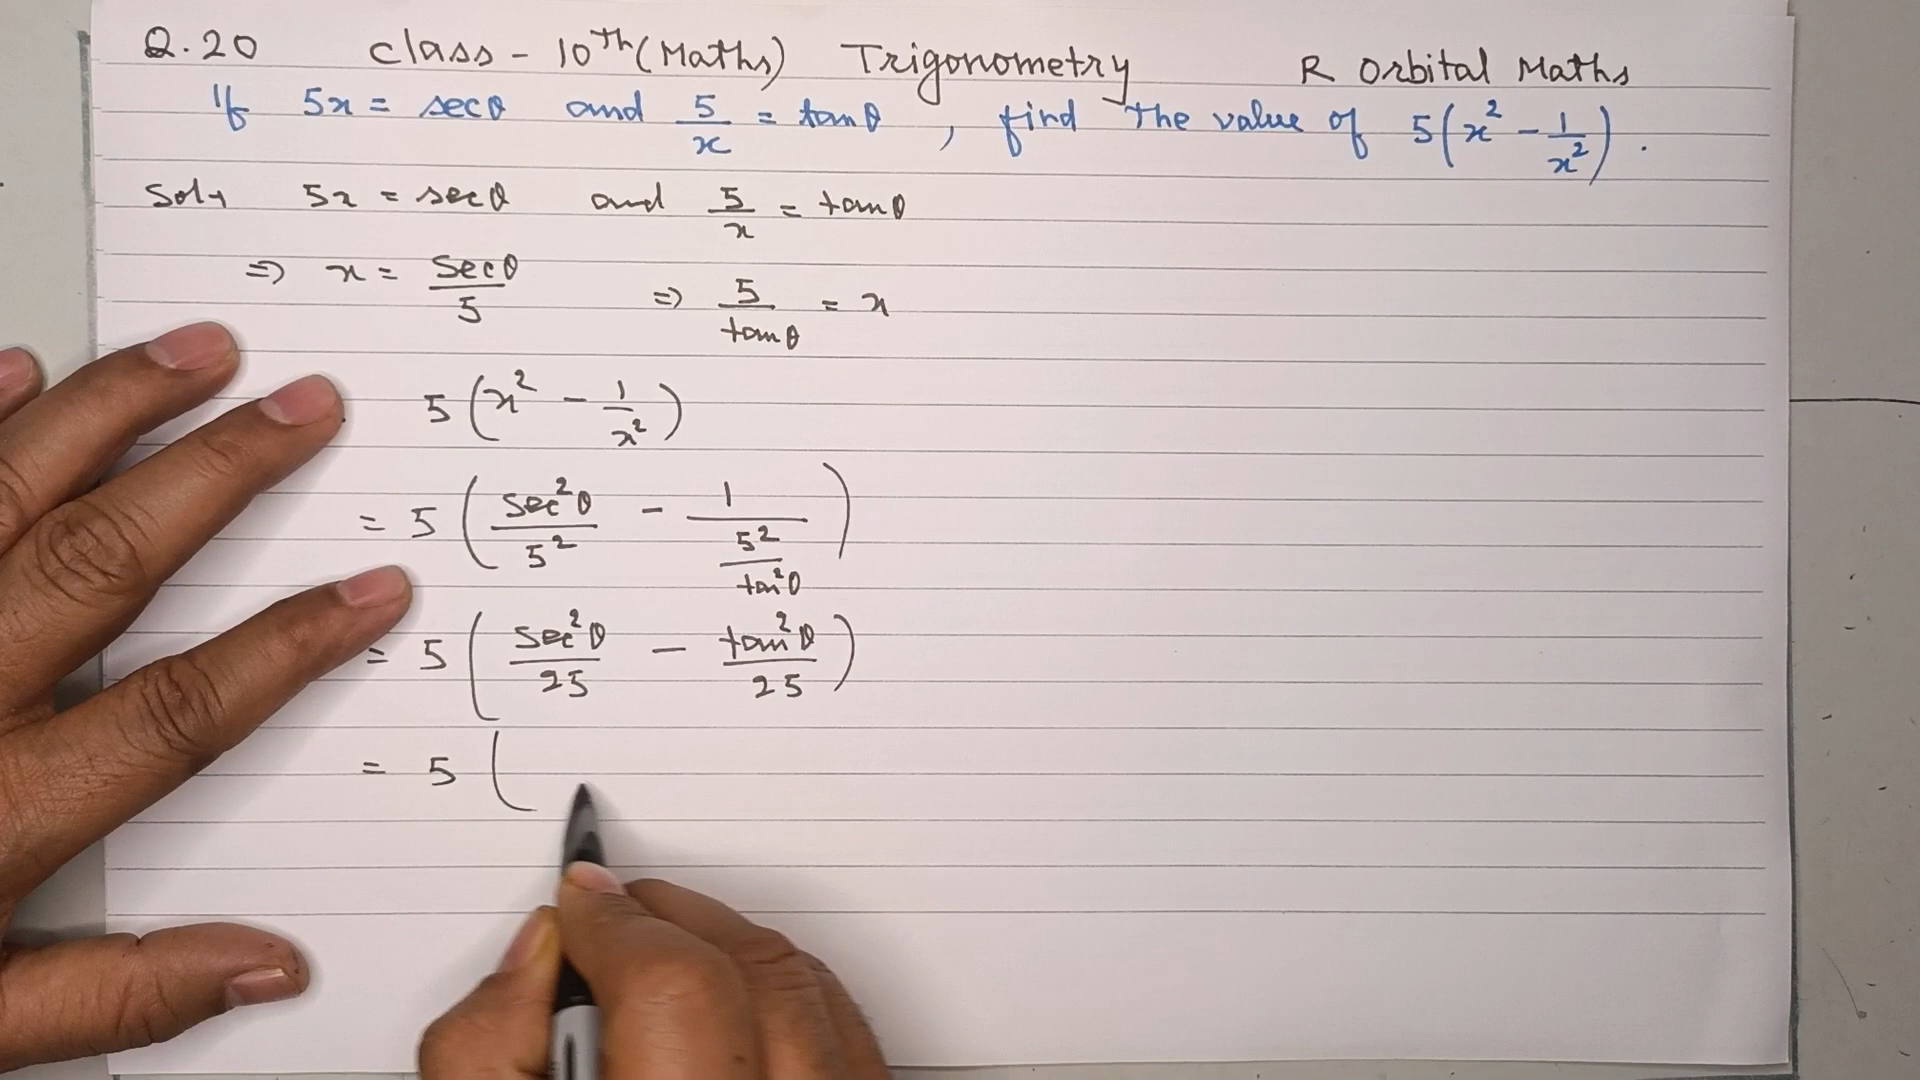 Q.20 Class - 10th (Maths) Trigonometry R Orbital Maths
If 5x = secθ and 5/x = tanθ, find the value of 5(x² - 1/x²).
Soln 5x = secθ and 5/x = tanθ
⇒ x = secθ/5 ⇒ 5/tanθ = x
5(x² - 1/x²)
= 5(sec²θ/5² - 1/(5²/tan²θ))
= 5(sec²θ/25 - tan²θ/25)
= 5(